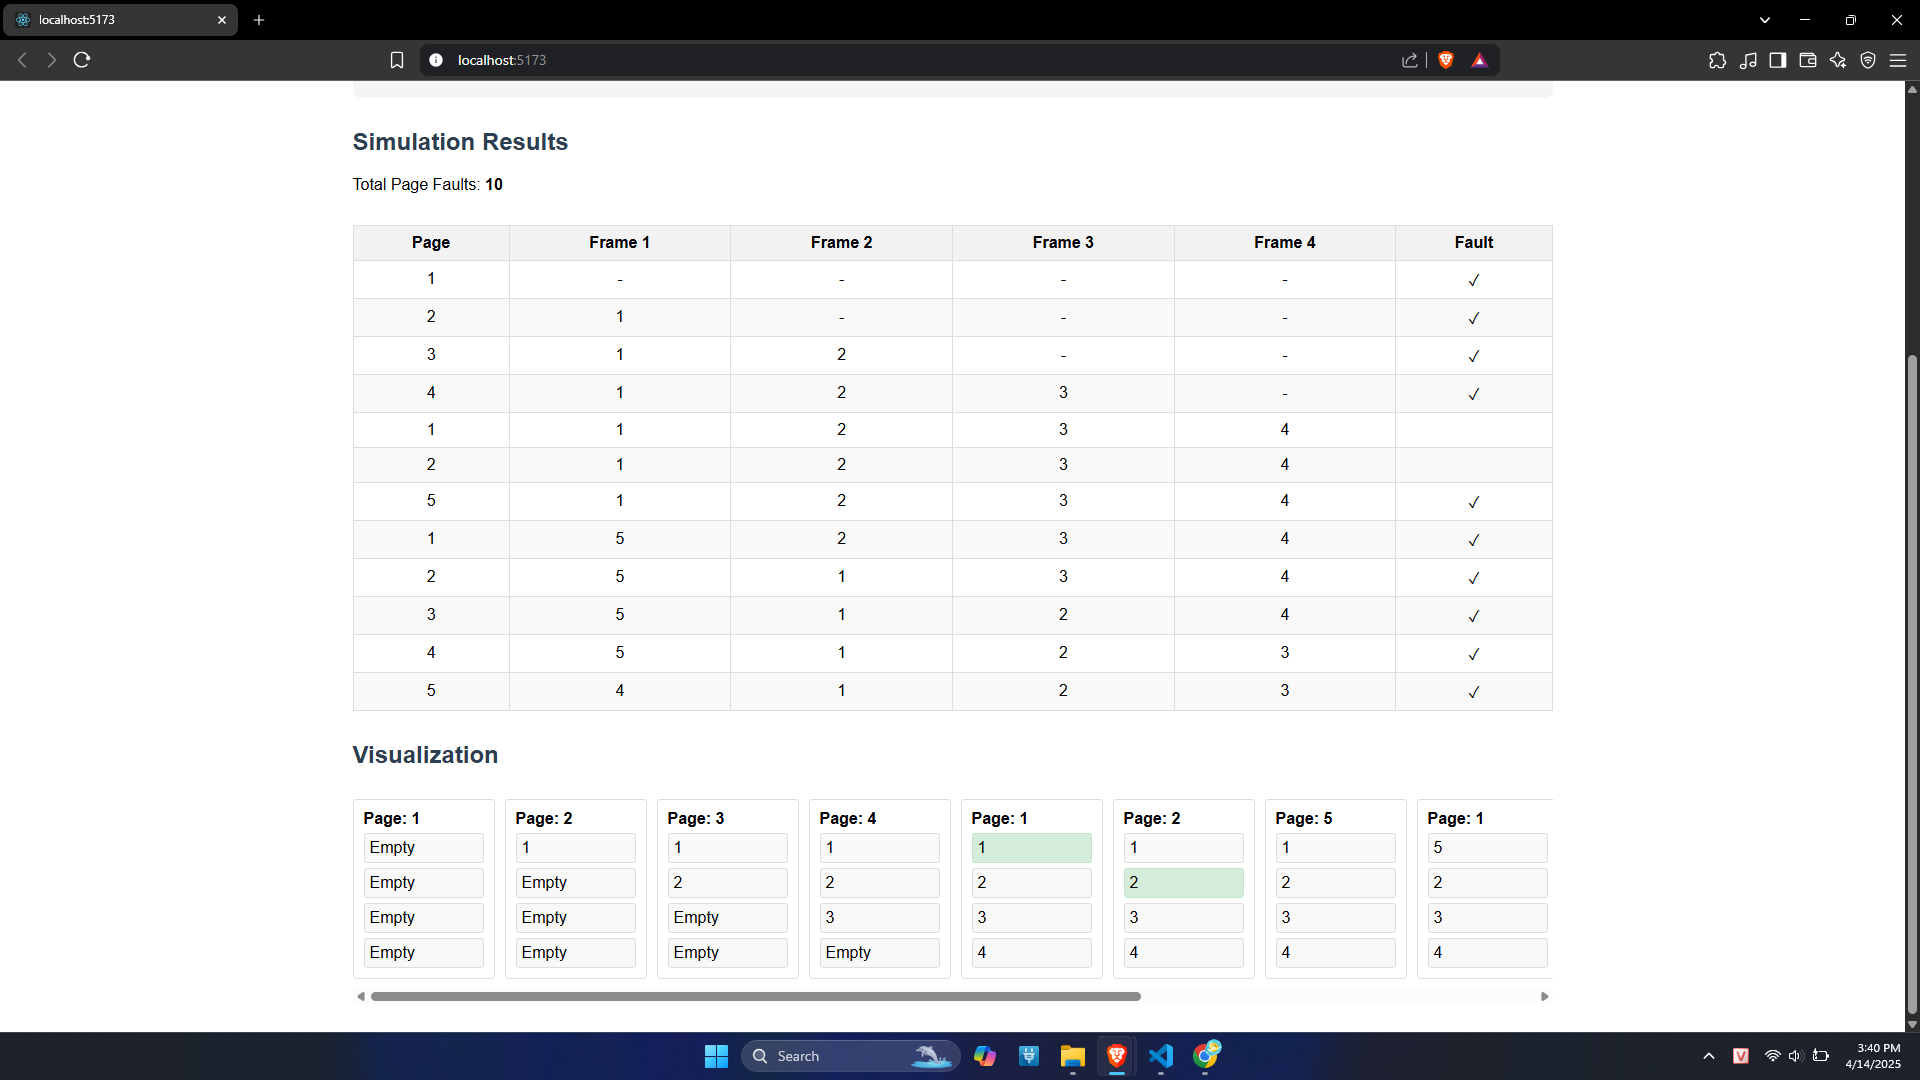 localhost:5173
localhost:5173
Simulation Results
Total Page Faults: 10
Page Frame 1 Frame 2 Frame 3 Frame 4 Fault
1 - - - - ✓
2 1 - - - ✓
3 1 2 - - ✓
4 1 2 3 - ✓
1 1 2 3 4
2 1 2 3 4
5 1 2 3 4 ✓
1 5 2 3 4 ✓
2 5 1 3 4 ✓
3 5 1 2 4 ✓
4 5 1 2 3 ✓
5 4 1 2 3 ✓
Visualization
Page: 1 Page: 2 Page: 3 Page: 4 Page: 1 Page: 2 Page: 5 Page: 1
Empty 1 1 1 1 1 1 5
Empty Empty 2 2 2 2 2 2
Empty Empty Empty 3 3 3 3 3
Empty Empty Empty Empty 4 4 4 4
Search
V
3:40 PM
4/14/2025